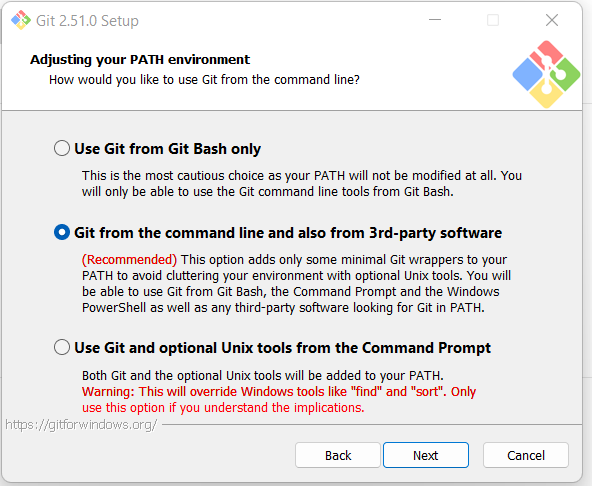 Git 2.51.0 Setup
Adjusting your PATH environment
How would you like to use Git from the command line?
Use Git from Git Bash only
This is the most cautious choice as your PATH will not be modified at all. You
will only be able to use the Git command line tools from Git Bash.
Git from the command line and also from 3rd-party software
(Recommended) This option adds only some minimal Git wrappers to your
PATH to avoid cluttering your environment with optional Unix tools. You will
be able to use Git from Git Bash, the Command Prompt and the Windows
PowerShell as well as any third-party software looking for Git in PATH.
Use Git and optional Unix tools from the Command Prompt
Both Git and the optional Unix tools will be added to your PATH.
Warning: This will override Windows tools like "find" and "sort". Only
use this option if you understand the implications.
https://gitforwindows.org/
Back Next Cancel